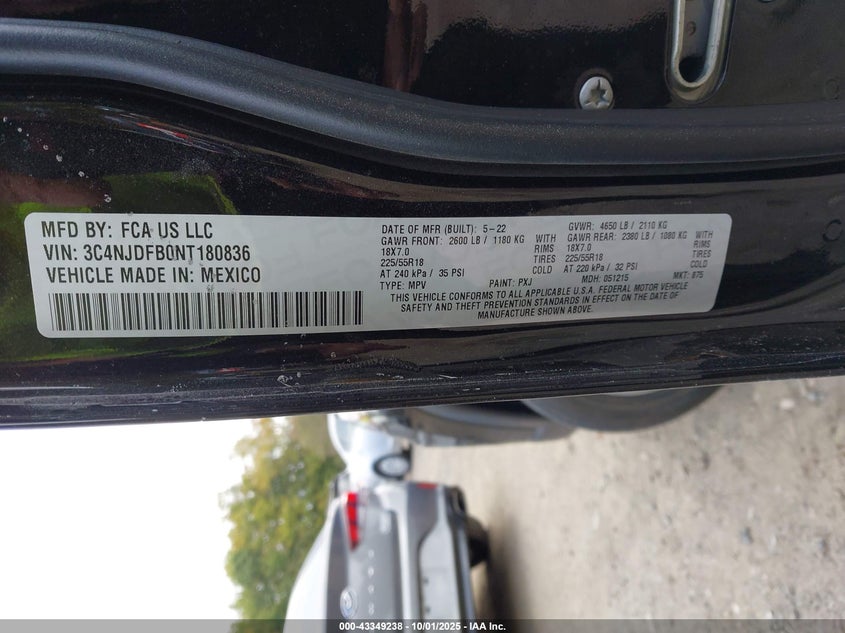 MFD BY: FCA US LLC
VIN: 3C4NJDFB0NT180836
VEHICLE MADE IN: MEXICO
DATE OF MFR (BUILT): 5-22 GVWR: 4650 LB / 2110 KG
GAWR FRONT: 2600 LB / 1180 KG WITH GAWR REAR: 2380 LB / 1080 KG WITH
18X7.0 RIMS 18X7.0 RIMS
225/55R18 TIRES 225/55R18 TIRES
AT 240 kPa / 35 PSI COLD AT 220 kPa / 32 PSI COLD
TYPE: MPV PAINT: PXJ MDH: 051215 MKT: 875
THIS VEHICLE CONFORMS TO ALL APPLICABLE U.S.A. FEDERAL MOTOR VEHICLE
SAFETY AND THEFT PREVENTION STANDARDS IN EFFECT ON THE DATE OF
MANUFACTURE SHOWN ABOVE.
000-43349238 - 10/01/2025 - IAA Inc.